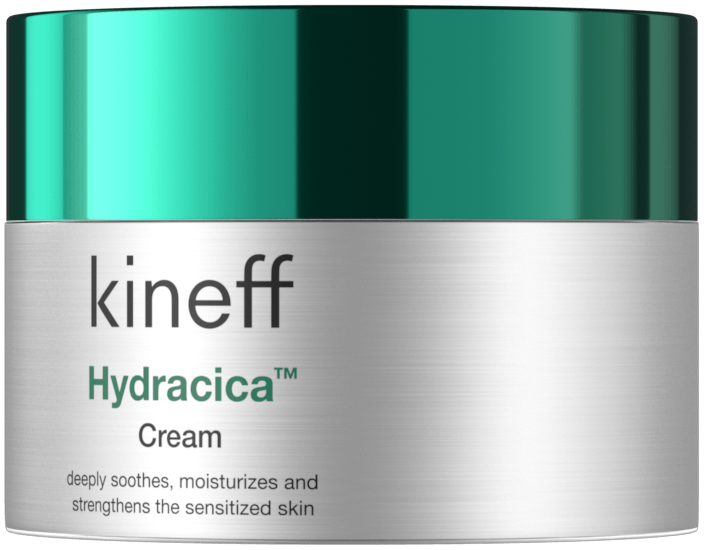 kineff
Hydracica™
Cream
deeply soothes, moisturizes and
strengthens the sensitized skin